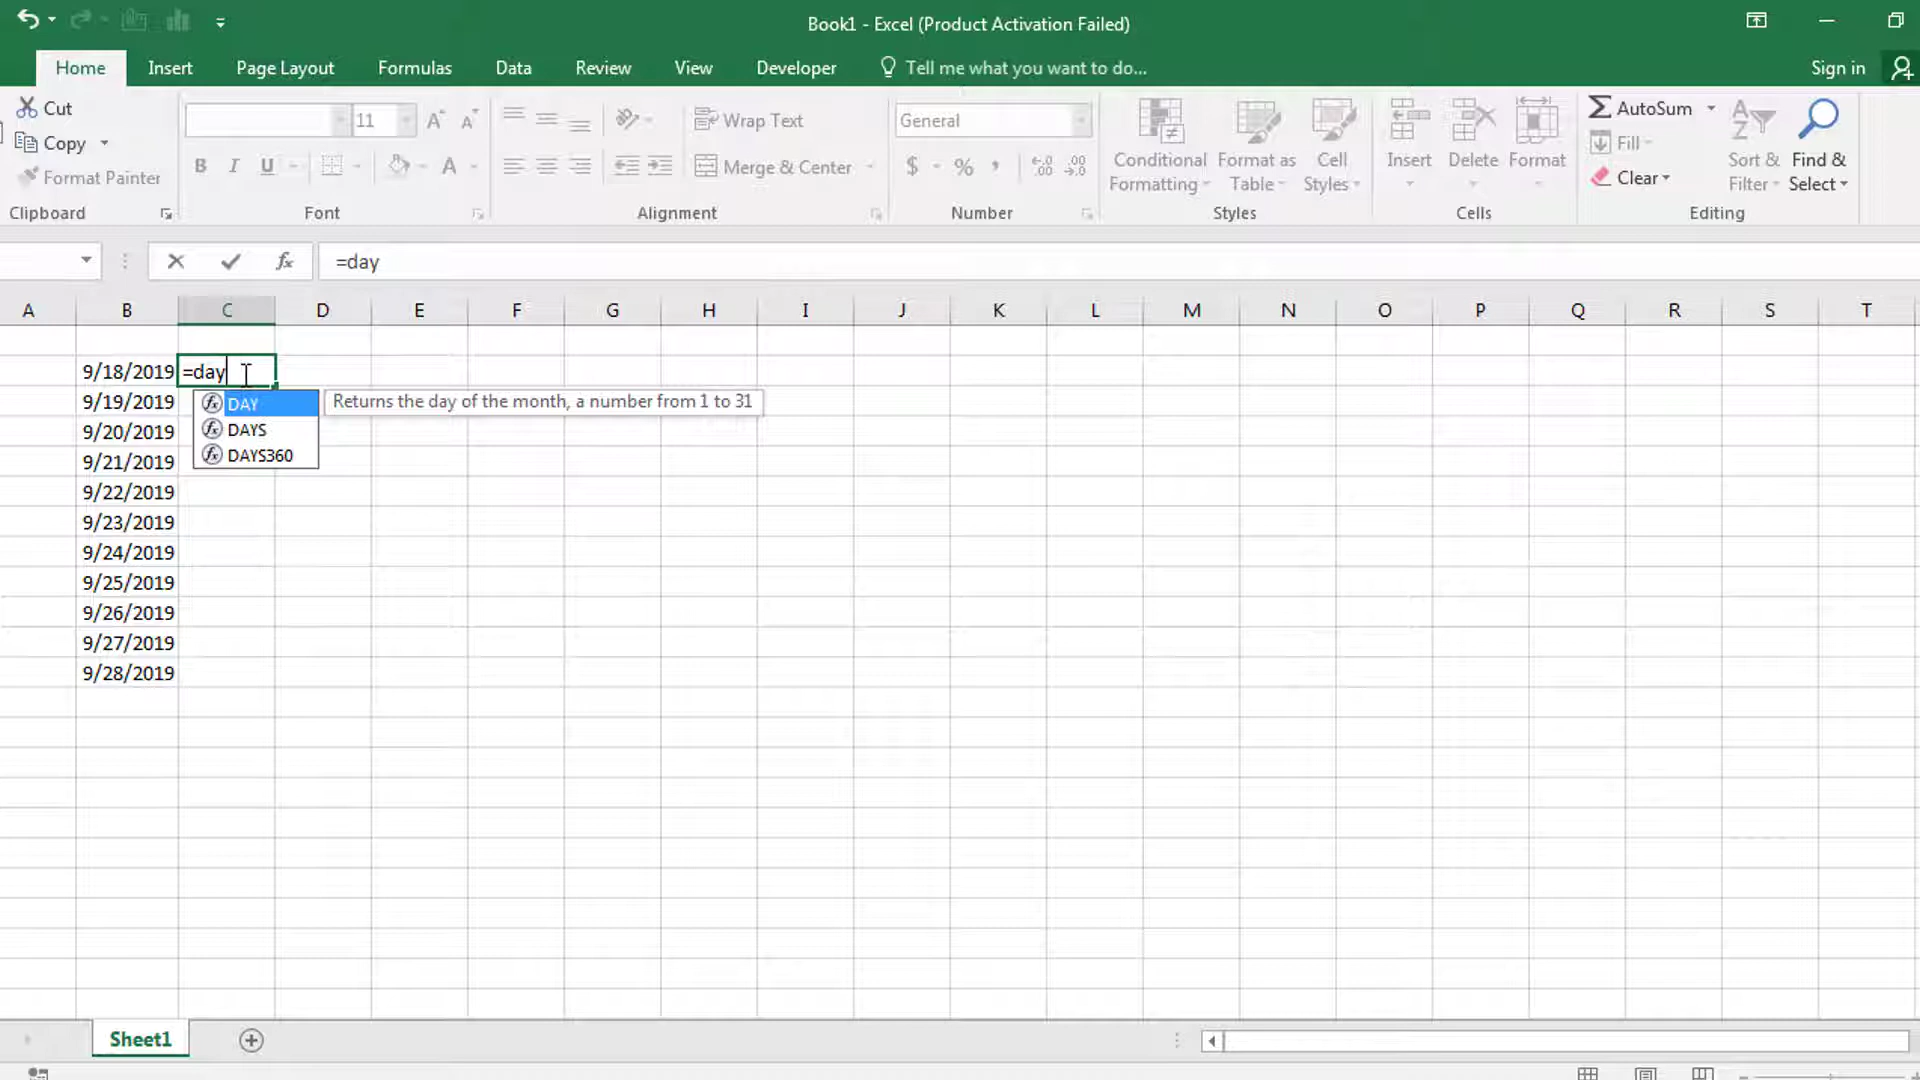 Book1 - Excel (Product Activation Failed)
Home Insert Page Layout Formulas Data Review View Developer Tell me what you want to do... Sign in
Cut
Copy
Format Painter
Clipboard
11
B I U A
Font
Wrap Text
Merge & Center
Alignment
General
$ % ,
Number
Conditional Formatting
Format as Table
Cell Styles
Styles
Insert Delete Format
Cells
AutoSum
Fill
Clear
Sort & Filter
Find & Select
Editing
fx =day
A B C D E F G H I J K L M N O P Q R S T
9/18/2019 =day
9/19/2019
9/20/2019
9/21/2019
9/22/2019
9/23/2019
9/24/2019
9/25/2019
9/26/2019
9/27/2019
9/28/2019
fx DAY Returns the day of the month, a number from 1 to 31
fx DAYS
fx DAYS360
Sheet1